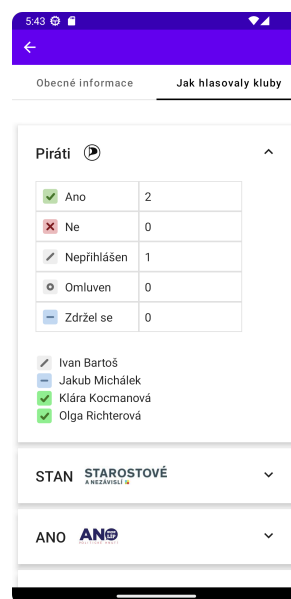 5:43
Obecné informace Jak hlasovaly kluby
Piráti
Ano 2
Ne 0
Nepřihlášen 1
Omluven 0
Zdržel se 0
Ivan Bartoš
Jakub Michálek
Klára Kocmanová
Olga Richterová
STAN STAROSTOVÉ
A NEZÁVISLÍ
ANO ANO